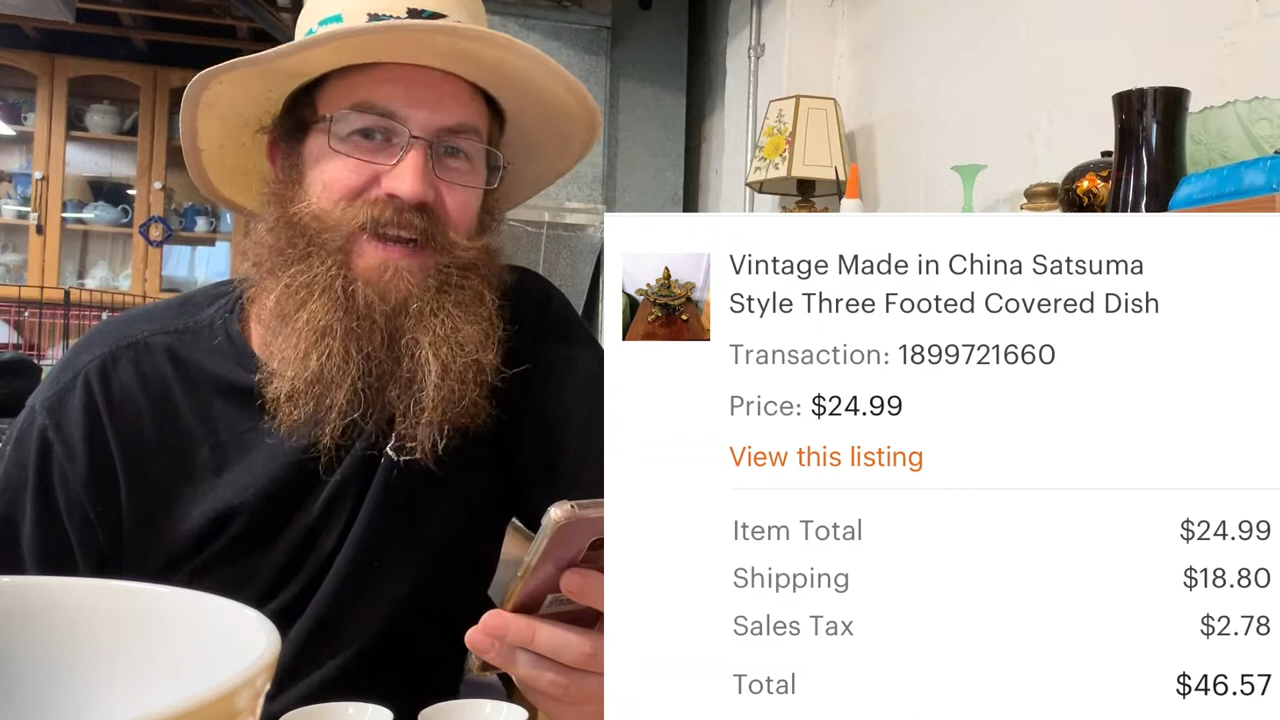 Vintage Made in China Satsuma
Style Three Footed Covered Dish
Transaction: 1899721660
Price: $24.99
View this listing
Item Total $24.99
Shipping $18.80
Sales Tax $2.78
Total $46.57